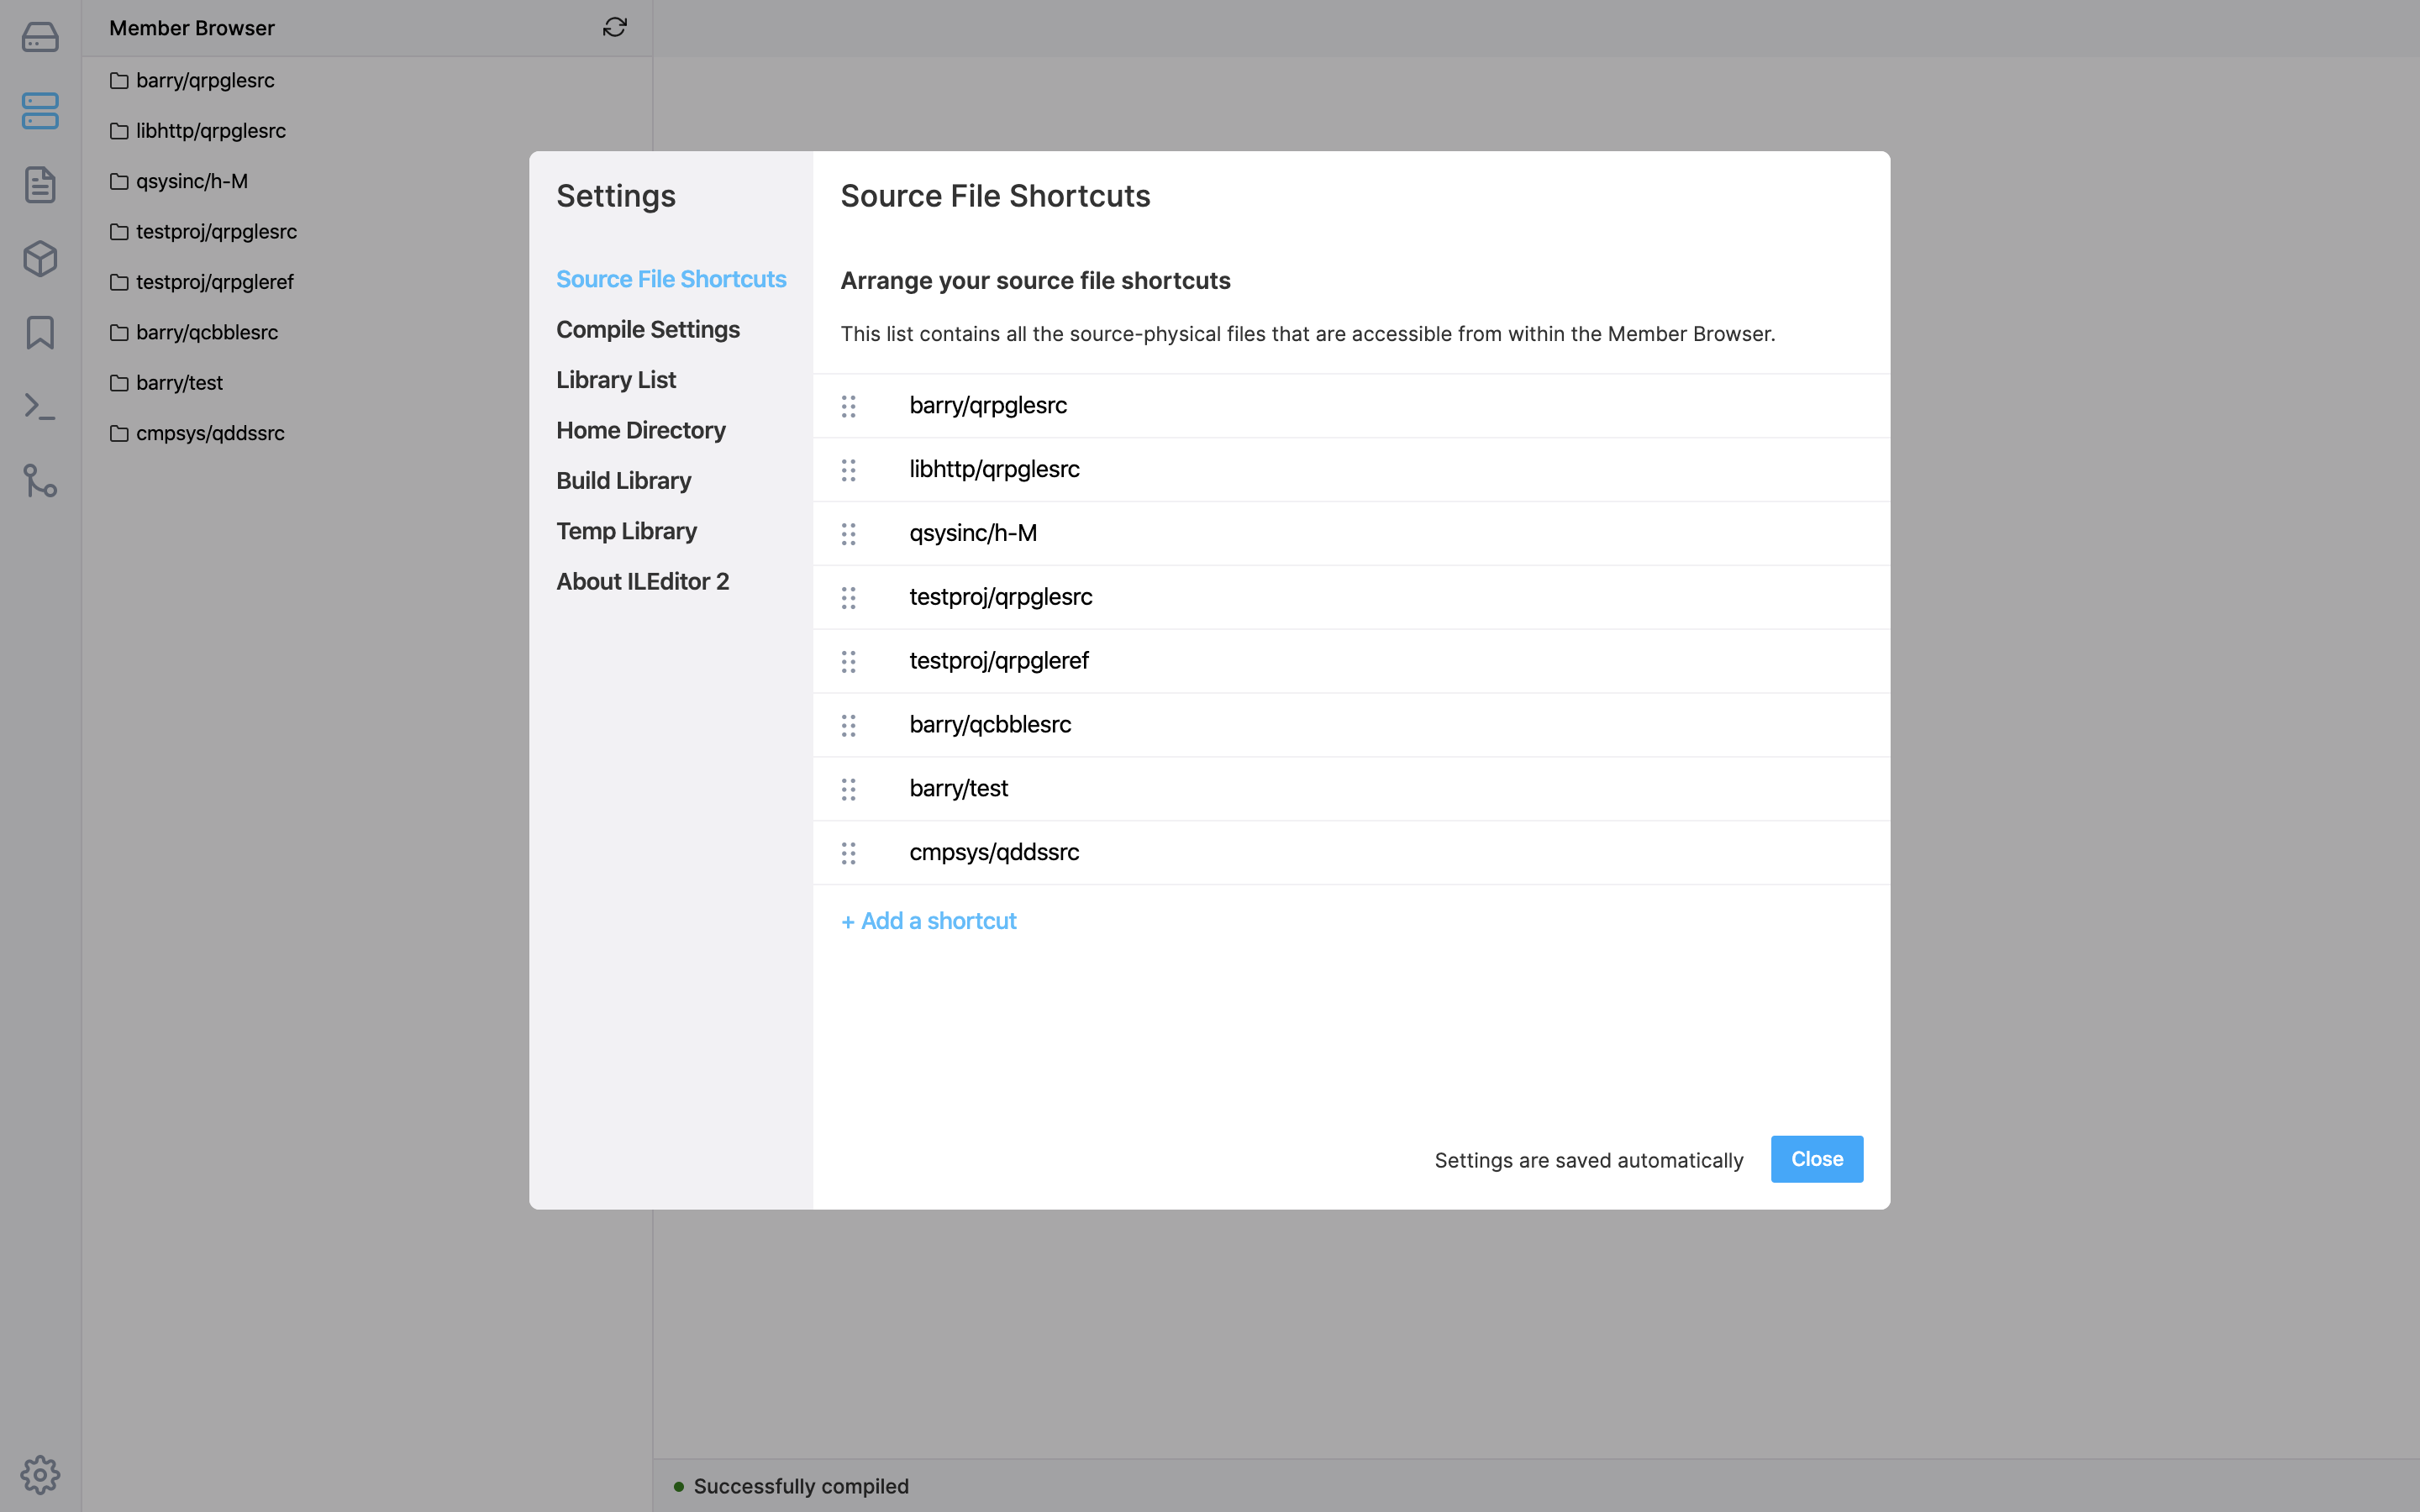 Member Browser
barry/qrpglesrc
libhttp/qrpglesrc
qsysinc/h-M
testproj/qrpglesrc
testproj/qrpgleref
barry/qcbblesrc
barry/test
cmpsys/qddssrc
Settings
Source File Shortcuts
Compile Settings
Library List
Home Directory
Build Library
Temp Library
About ILEditor 2
Source File Shortcuts
Arrange your source file shortcuts
This list contains all the source-physical files that are accessible from within the Member Browser.
barry/qrpglesrc
libhttp/qrpglesrc
qsysinc/h-M
testproj/qrpglesrc
testproj/qrpgleref
barry/qcbblesrc
barry/test
cmpsys/qddssrc
+ Add a shortcut
Settings are saved automatically
Close
Successfully compiled